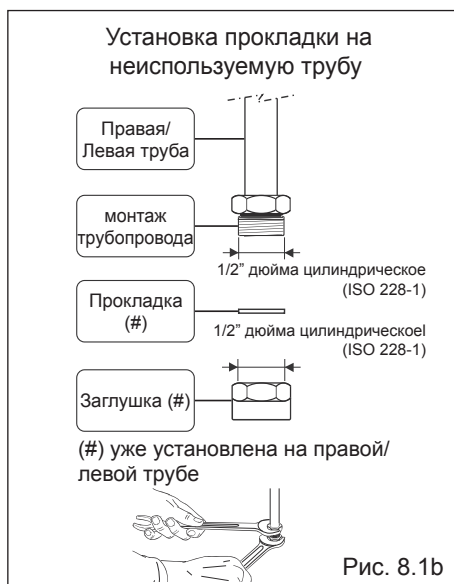 Установка прокладки на
неиспользуемую трубу
Правая/
Левая труба
монтаж
трубопровода
1/2” дюйма цилиндрическое
(ISO 228-1)
Прокладка
(#)
1/2” дюйма цилиндрическоеl
(ISO 228-1)
Заглушка (#)
(#) уже установлена на правой/
левой трубе
Рис. 8.1b